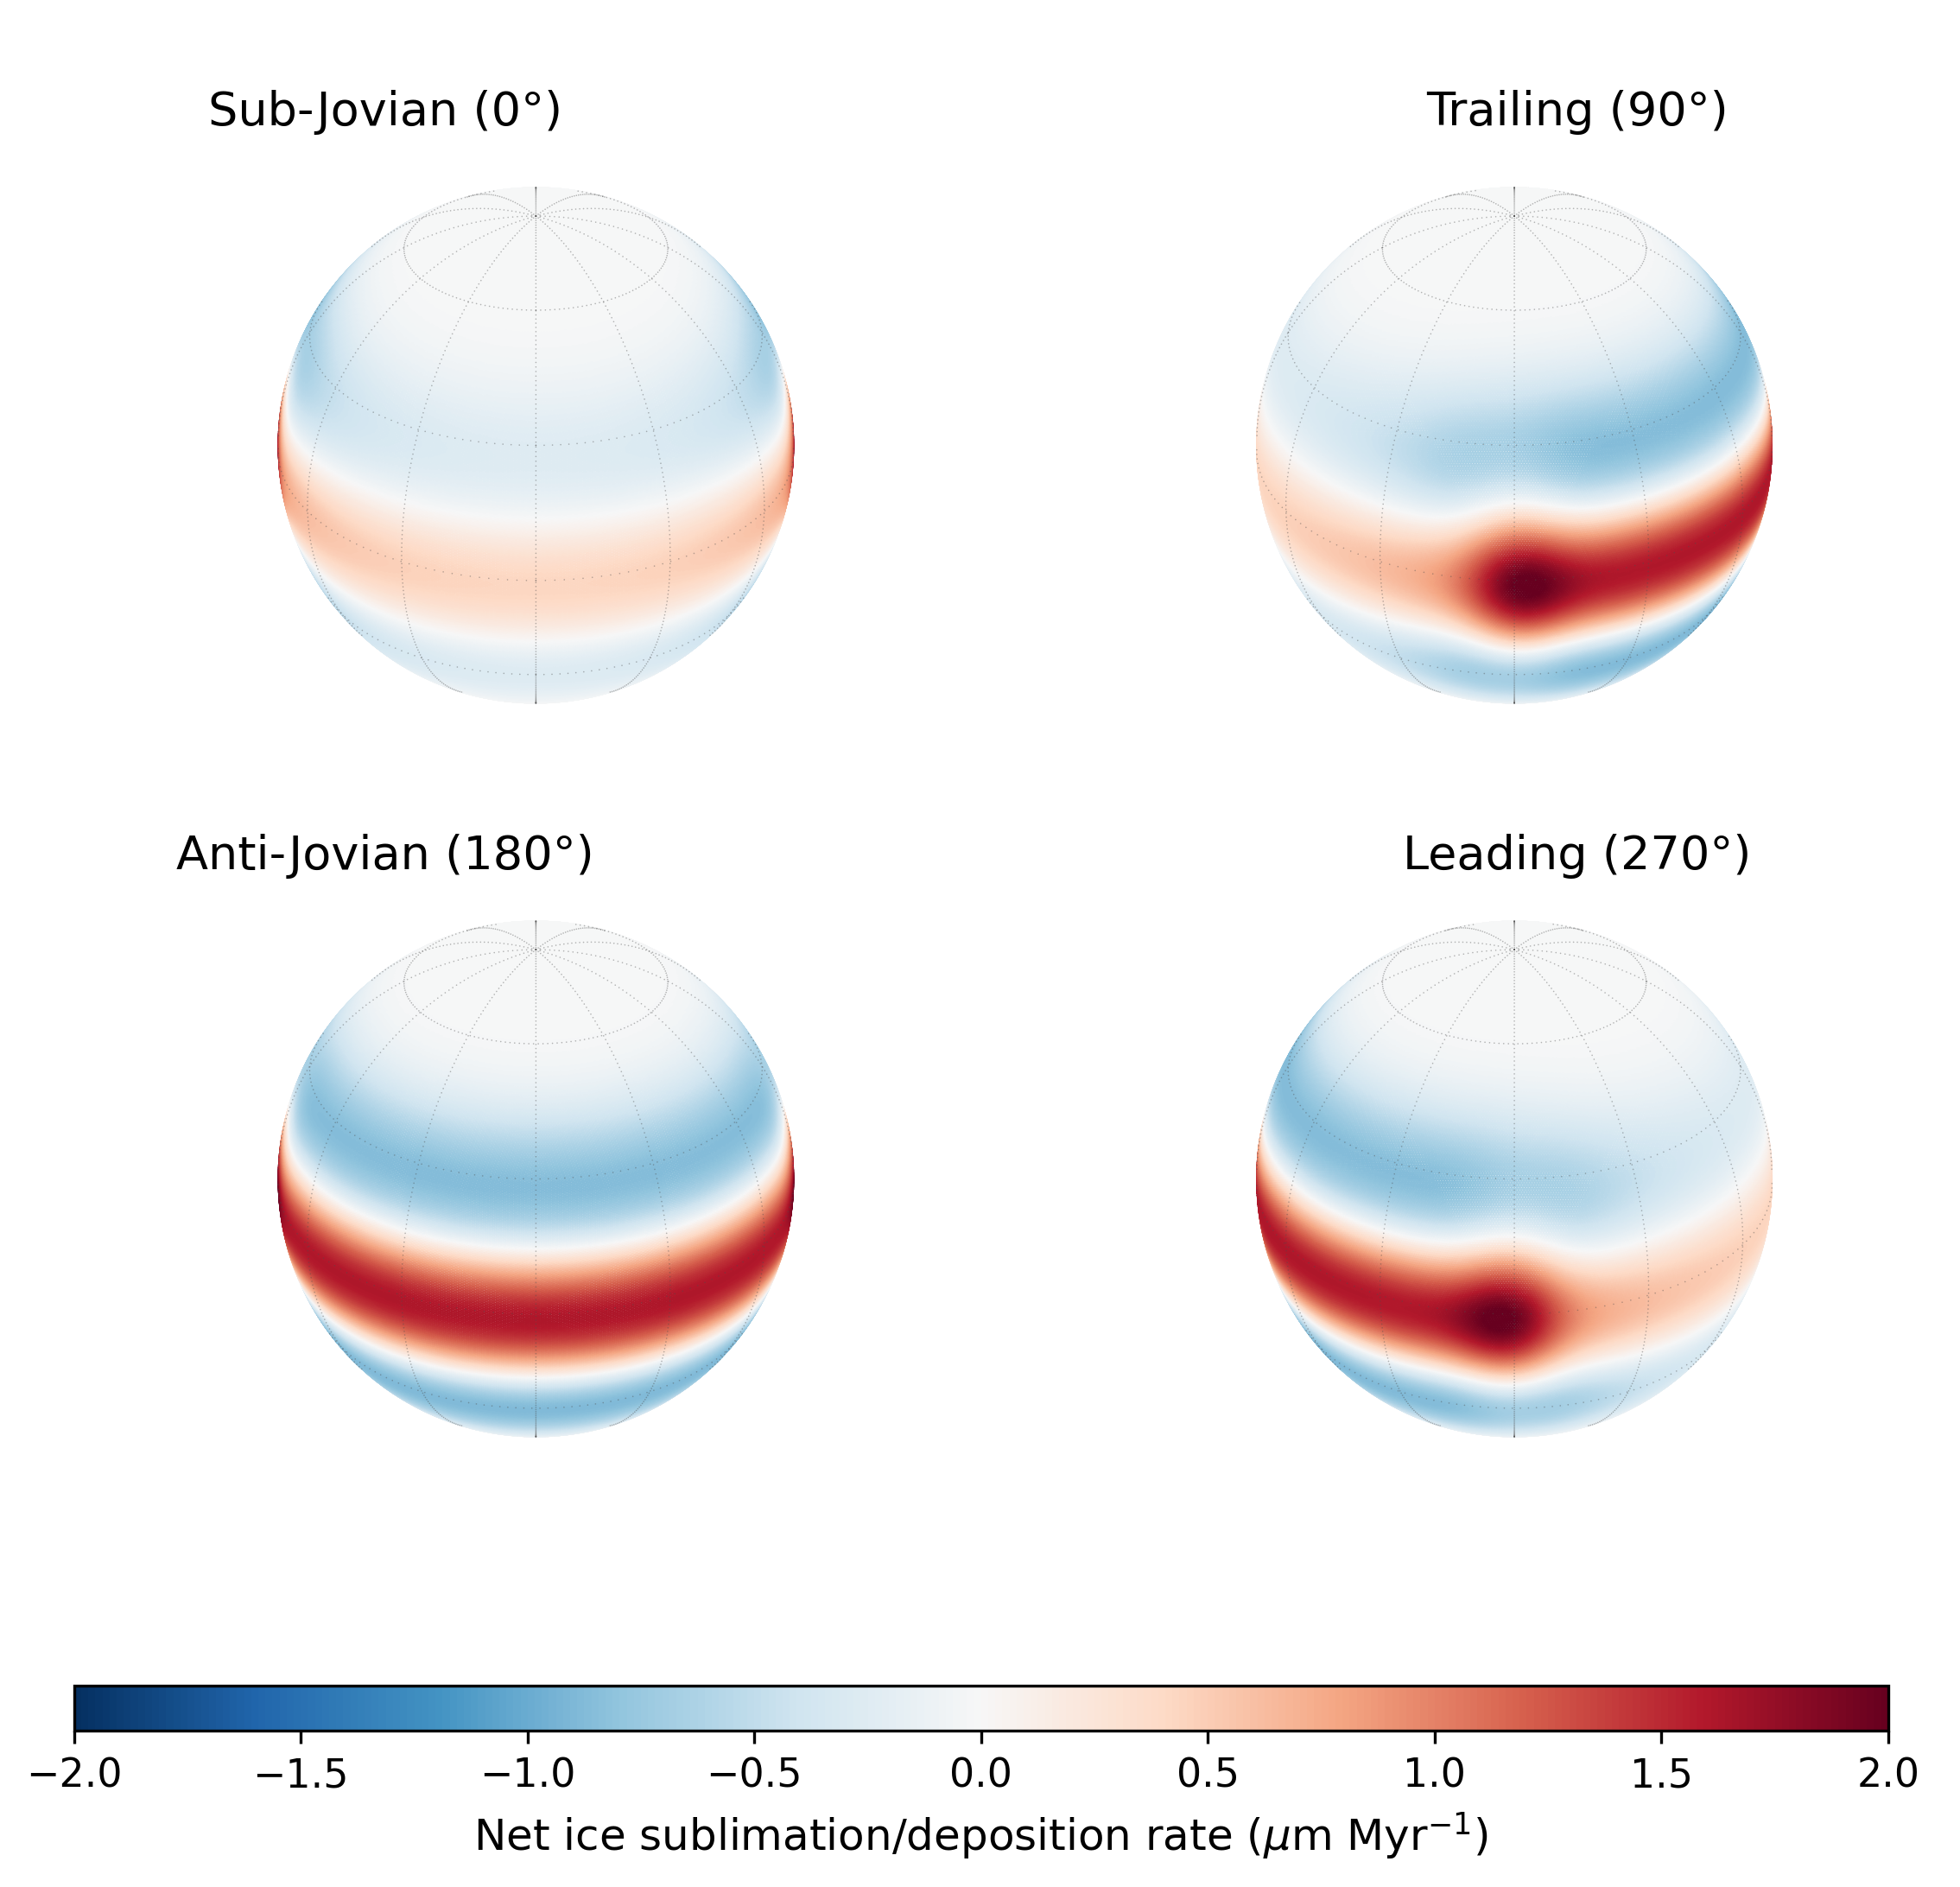 Sub-Jovian (0°)
Trailing (90°)
Anti-Jovian (180°)
Leading (270°)
−2.0 −1.5 −1.0 −0.5 0.0 0.5 1.0 1.5 2.0
Net ice sublimation/deposition rate (μm Myr⁻¹)